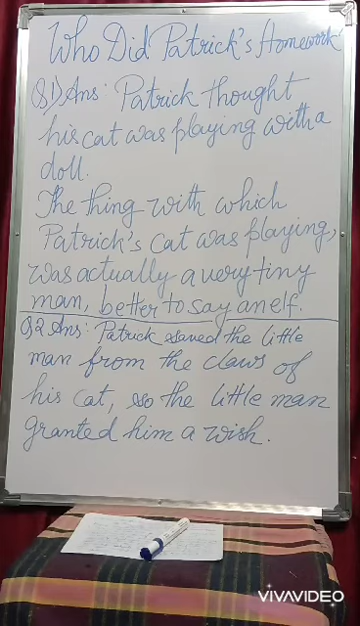 Who Did Patrick's Homework
Q1) Ans: Patrick thought
his cat was playing with a
doll.
The thing with which
Patrick's cat was playing,
was actually a very tiny
man, better to say an elf.
Q2 Ans: Patrick saved the little
man from the claws of
his cat, so the little man
granted him a wish.
VIVAVIDEO